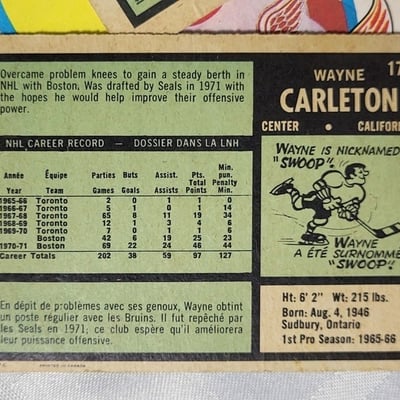 Overcame problem knees to gain a steady berth in
NHL with Boston. Was drafted by Seals in 1971 with
the hopes he would help improve their offensive
power.
17
WAYNE
CARLETON
CENTER • CALIFOR
NHL CAREER RECORD — DOSSIER DANS LA LNH
Année Équipe Parties Buts Assist. Pts. Min. pun.
Year Team Games Goals Assists Total Points Penalty Min.
1965-66 Toronto 2 0 1 1 0
1966-67 Toronto 5 1 0 1 14
1967-68 Toronto 65 8 11 19 34
1968-69 Toronto 12 1 3 4 6
1969-70 Toronto 7 0 1 1 6
Boston 42 6 19 25 23
1970-71 Boston 69 22 24 46 44
Career Totals 202 38 59 97 127
WAYNE IS NICKNAMED
"SWOOP".
WAYNE
A ÉTÉ SURNOMMÉ
"SWOOP".
En dépit de problèmes avec ses genoux, Wayne obtint
un poste régulier avec les Bruins. Il fut repêché par
les Seals en 1971; ce club espère qu'il améliorera
l'offensive.
Ht: 6' 2" Wt: 215 lbs.
Born: Aug. 4, 1946
Sudbury, Ontario
1st Pro Season: 1965-66
PRINTED IN CANADA